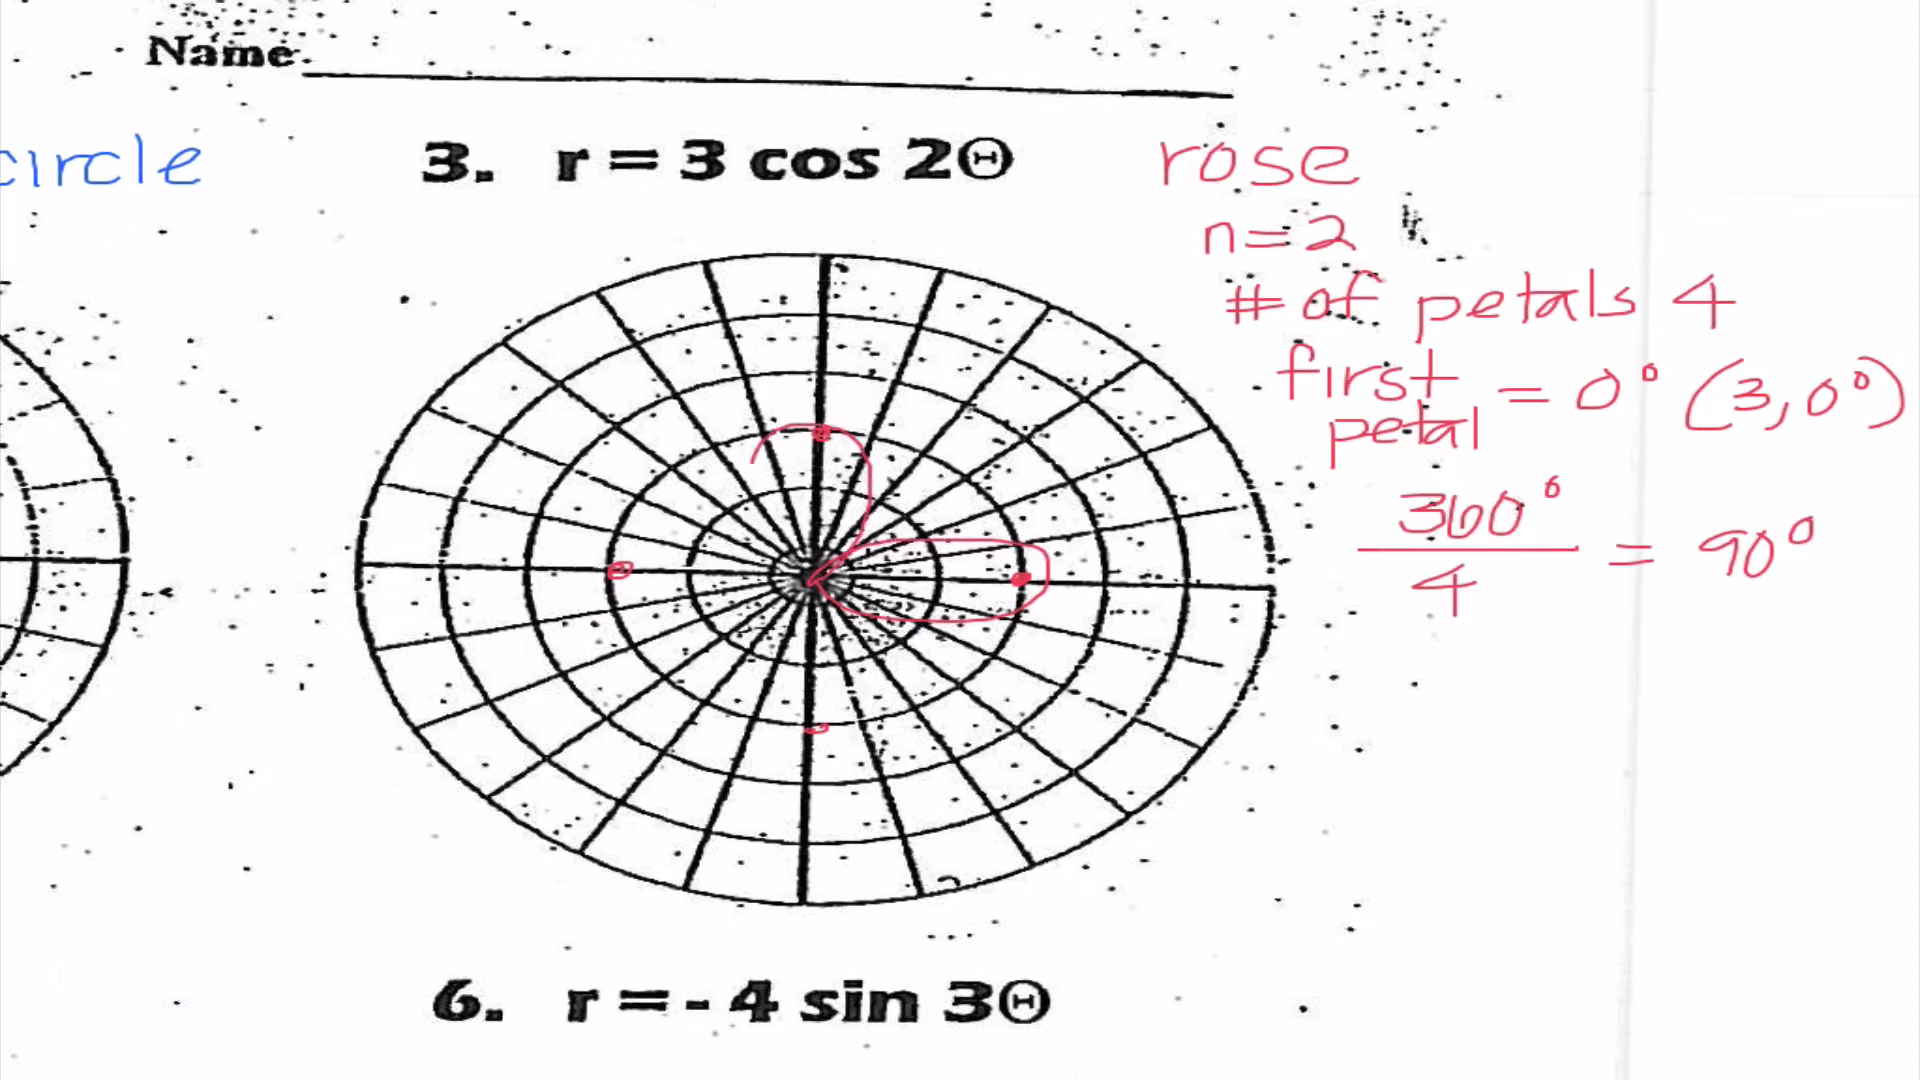 Name
circle
3. r = 3 cos 2Θ
rose
n=2
# of petals 4
first petal = 0° (3, 0°)
360°/4 = 90°
6. r = - 4 sin 3Θ